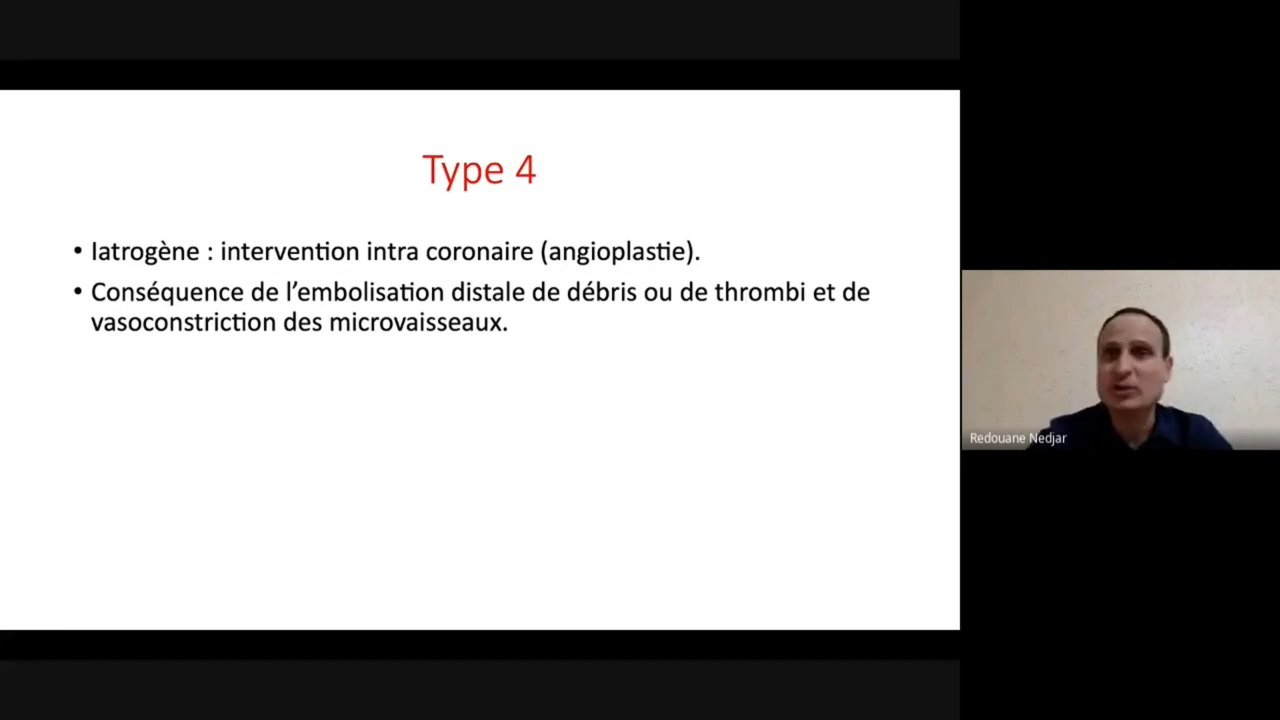 Type 4
• Iatrogène : intervention intra coronaire (angioplastie).
• Conséquence de l’embolisation distale de débris ou de thrombi et de
vasoconstriction des microvaisseaux.
Redouane Nedjar